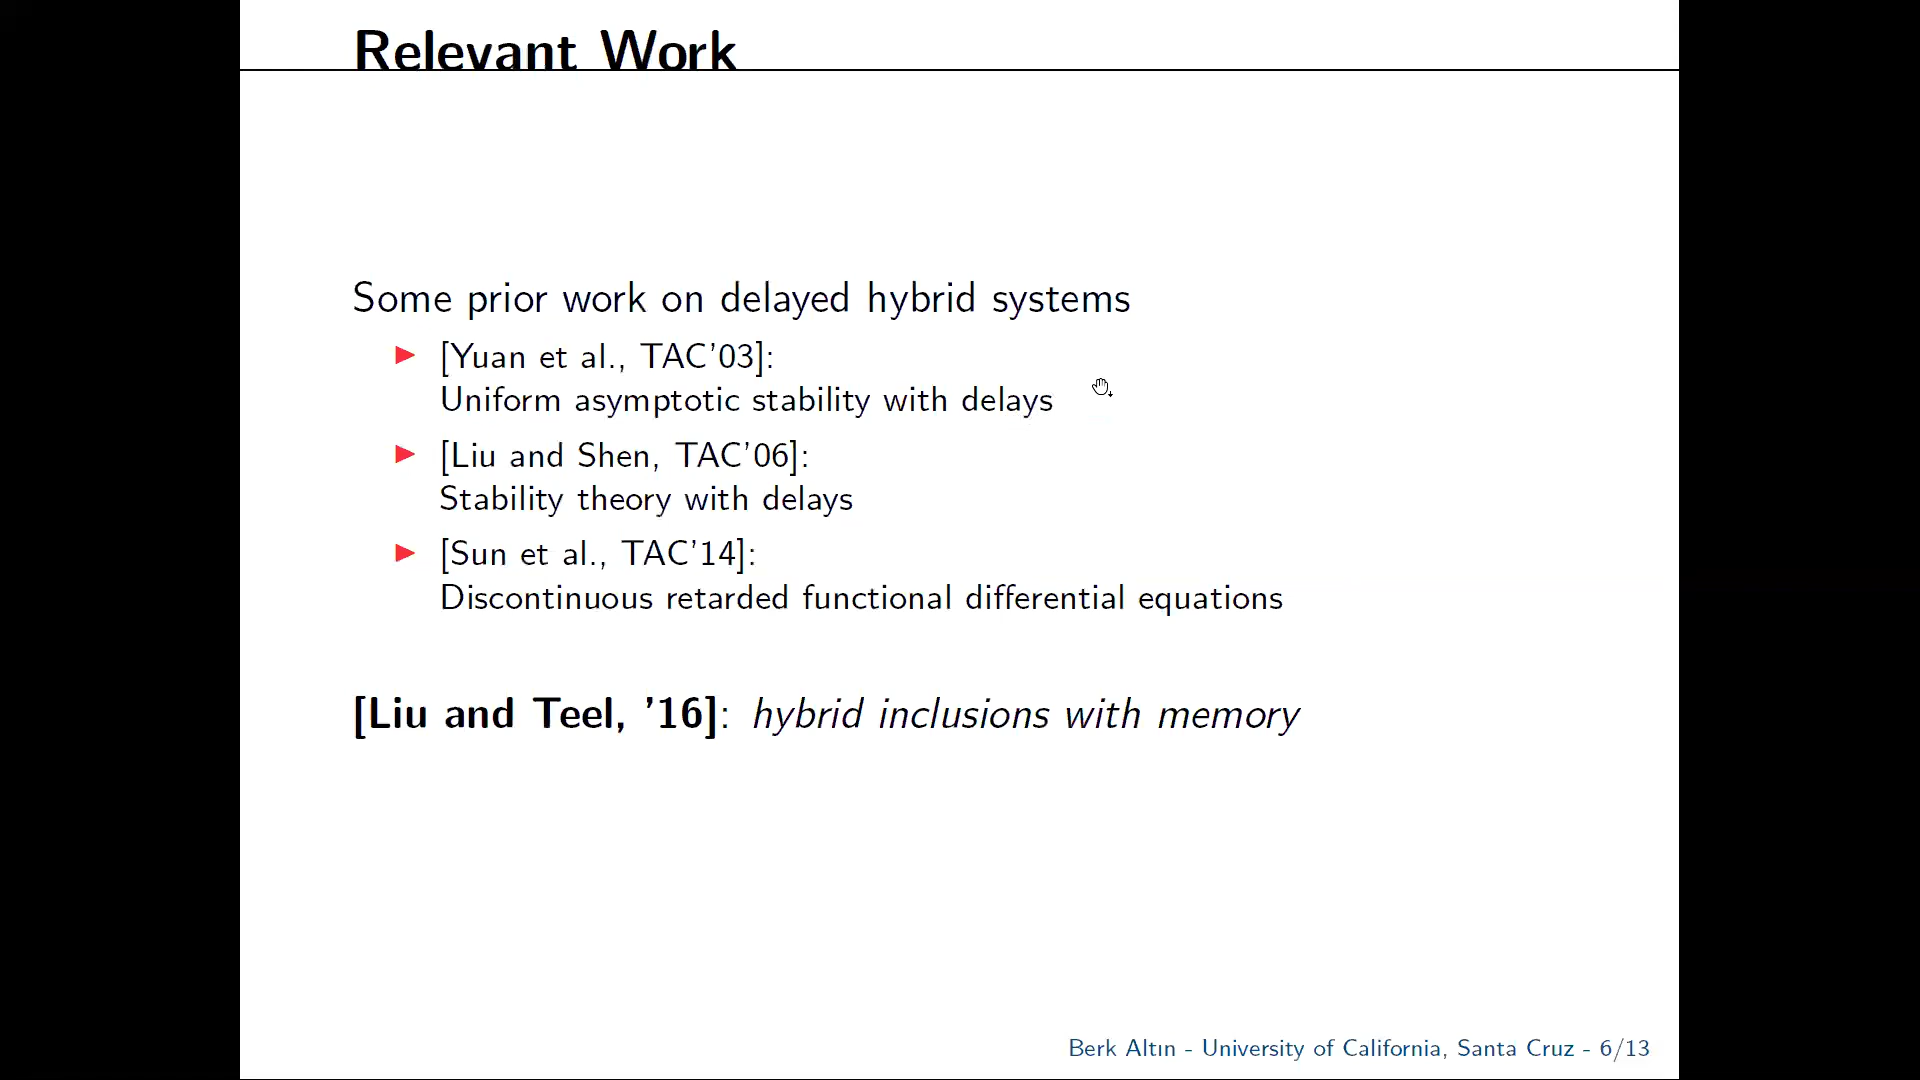 Relevant Work
Some prior work on delayed hybrid systems
[Yuan et al., TAC'03]:
Uniform asymptotic stability with delays
[Liu and Shen, TAC'06]:
Stability theory with delays
[Sun et al., TAC'14]:
Discontinuous retarded functional differential equations
[Liu and Teel, '16]: hybrid inclusions with memory
Berk Altın - University of California, Santa Cruz - 6/13